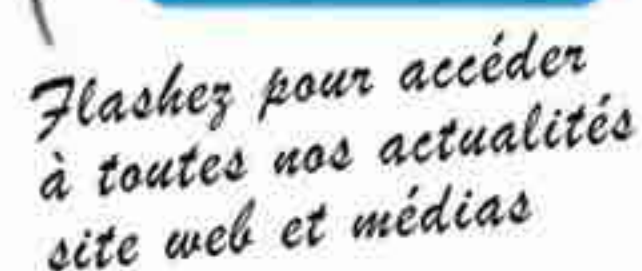 Flashez pour accéder
à toutes nos actualités
site web et médias